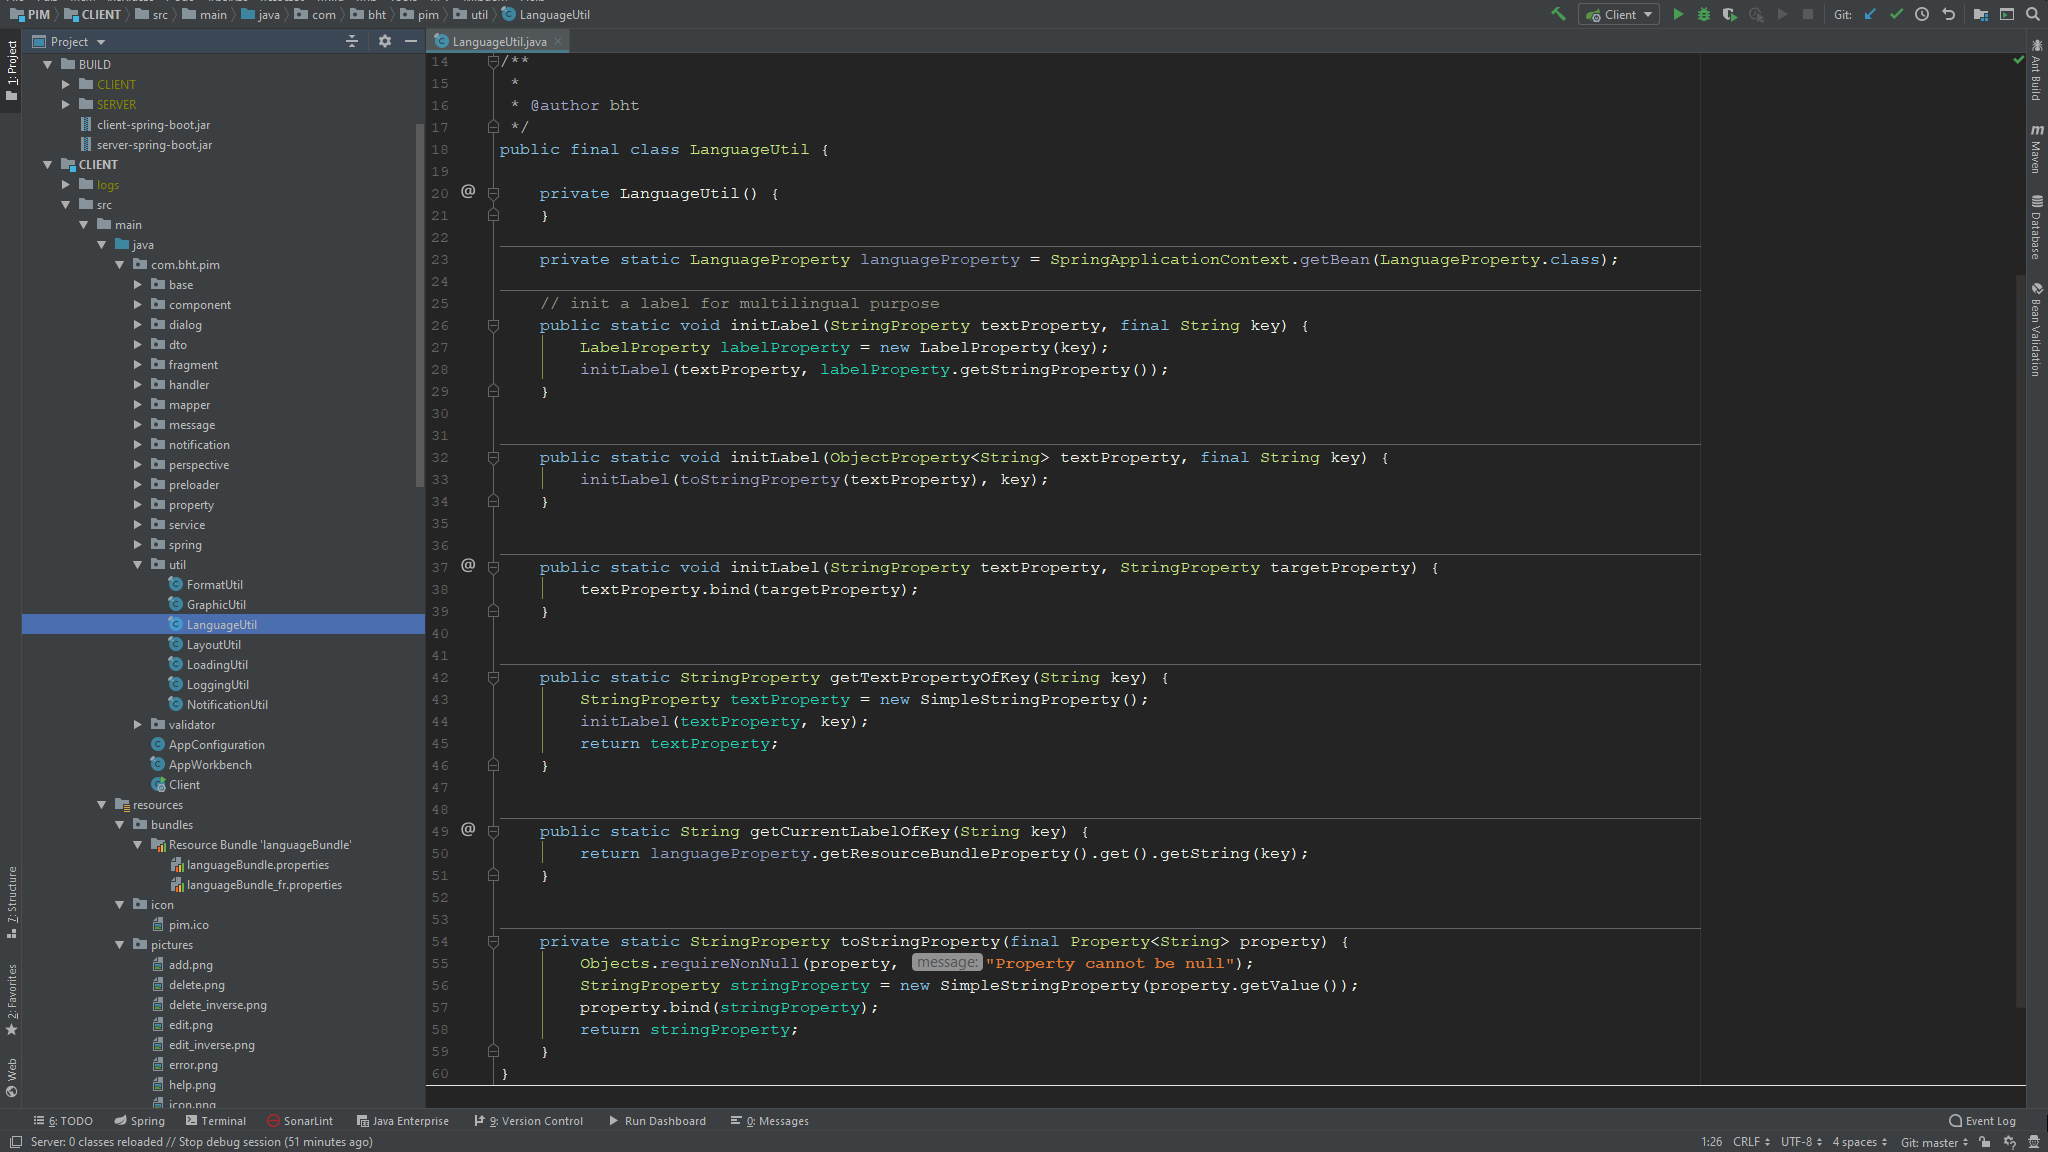 PIM CLIENT src main java com bht pim util LanguageUtil
Client
Git:
Project
LanguageUtil.java
1: Project
7: Structure
2: Favorites
Web
BUILD
CLIENT
SERVER
client-spring-boot.jar
server-spring-boot.jar
CLIENT
logs
src
main
java
com.bht.pim
base
component
dialog
dto
fragment
handler
mapper
message
notification
perspective
preloader
property
service
spring
util
FormatUtil
GraphicUtil
LanguageUtil
LayoutUtil
LoadingUtil
LoggingUtil
NotificationUtil
validator
AppConfiguration
AppWorkbench
Client
resources
bundles
Resource Bundle 'languageBundle'
languageBundle.properties
languageBundle_fr.properties
icon
pim.ico
pictures
add.png
delete.png
delete_inverse.png
edit.png
edit_inverse.png
error.png
help.png
icon.png
14 /**
15 *
16 * @author bht
17 */
18 public final class LanguageUtil {
19
20 @ private LanguageUtil() {
21 }
22
23 private static LanguageProperty languageProperty = SpringApplicationContext.getBean(LanguageProperty.class);
24
25 // init a label for multilingual purpose
26 public static void initLabel(StringProperty textProperty, final String key) {
27 LabelProperty labelProperty = new LabelProperty(key);
28 initLabel(textProperty, labelProperty.getStringProperty());
29 }
30
31
32 public static void initLabel(ObjectProperty<String> textProperty, final String key) {
33 initLabel(toStringProperty(textProperty), key);
34 }
35
36
37 @ public static void initLabel(StringProperty textProperty, StringProperty targetProperty) {
38 textProperty.bind(targetProperty);
39 }
40
41
42 public static StringProperty getTextPropertyOfKey(String key) {
43 StringProperty textProperty = new SimpleStringProperty();
44 initLabel(textProperty, key);
45 return textProperty;
46 }
47
48
49 @ public static String getCurrentLabelOfKey(String key) {
50 return languageProperty.getResourceBundleProperty().get().getString(key);
51 }
52
53
54 private static StringProperty toStringProperty(final Property<String> property) {
55 Objects.requireNonNull(property, message: "Property cannot be null");
56 StringProperty stringProperty = new SimpleStringProperty(property.getValue());
57 property.bind(stringProperty);
58 return stringProperty;
59 }
60 }
Ant Build
Maven
Database
Bean Validation
6: TODO Spring Terminal SonarLint Java Enterprise 9: Version Control Run Dashboard 0: Messages Event Log
Server: 0 classes reloaded // Stop debug session (51 minutes ago) 1:26 CRLF UTF-8 4 spaces Git: master